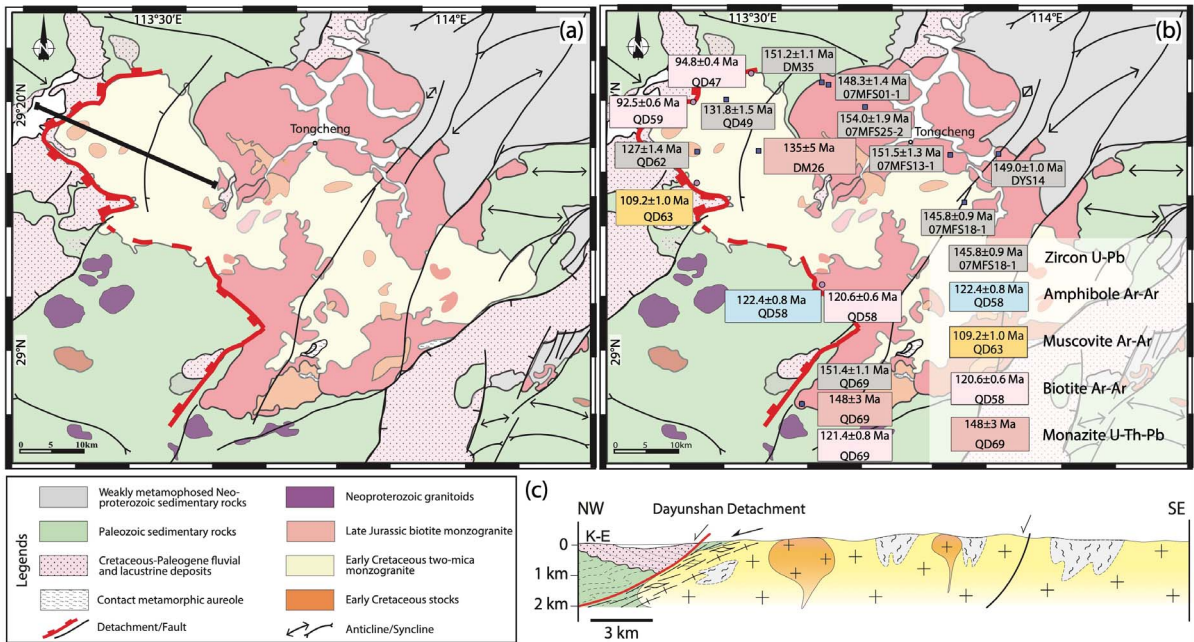 113°30′E
114°E
(a)
N
29°20′N
Tongcheng
29°N
0 5 10km
113°30′E
114°E
(b)
N
94.8±0.4 Ma
QD47
151.2±1.1 Ma
DM35
148.3±1.4 Ma
07MFS01-1
92.5±0.6 Ma
QD59
131.8±1.5 Ma
QD49
154.0±1.9 Ma
07MFS25-2
Tongcheng
127±1.4 Ma
QD62
135±5 Ma
DM26
151.5±1.3 Ma
07MFS13-1
149.0±1.0 Ma
DYS14
109.2±1.0 Ma
QD63
145.8±0.9 Ma
07MFS18-1
122.4±0.8 Ma
QD58
120.6±0.6 Ma
QD58
151.4±1.1 Ma
QD69
148±3 Ma
QD69
121.4±0.8 Ma
QD69
29°20′N
29°N
0 5 10km
145.8±0.9 Ma
07MFS18-1
Zircon U-Pb
122.4±0.8 Ma
QD58
Amphibole Ar-Ar
109.2±1.0 Ma
QD63
Muscovite Ar-Ar
120.6±0.6 Ma
QD58
Biotite Ar-Ar
148±3 Ma
QD69
Monazite U-Th-Pb
Legends
Weakly metamophosed Neo-
proterozoic sedimentary rocks
Paleozoic sedimentary rocks
Cretaceous-Paleogene fluvial
and lacustrine deposits
Contact metamorphic aureole
Detachment/Fault
Neoproterozoic granitoids
Late Jurassic biotite monzogranite
Early Cretaceous two-mica
monzogranite
Early Cretaceous stocks
Anticline/Syncline
(c)
NW
Dayunshan Detachment
SE
K-E
0
1 km
2 km
3 km